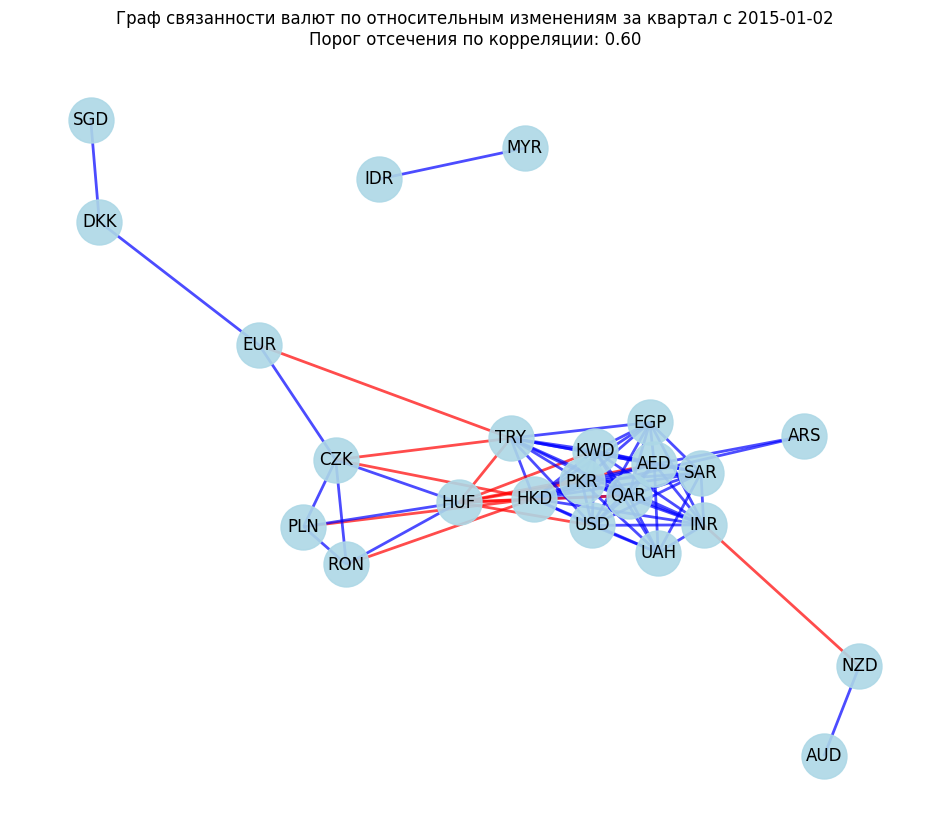 Граф связанности валют по относительным изменениям за квартал с 2015-01-02
Порог отсечения по корреляции: 0.60
SGD
MYR
IDR
DKK
EUR
EGP
ARS
TRY
KWD
CZK
AED
SAR
PKR
QAR
HUF
HKD
PLN
USD
INR
UAH
RON
NZD
AUD